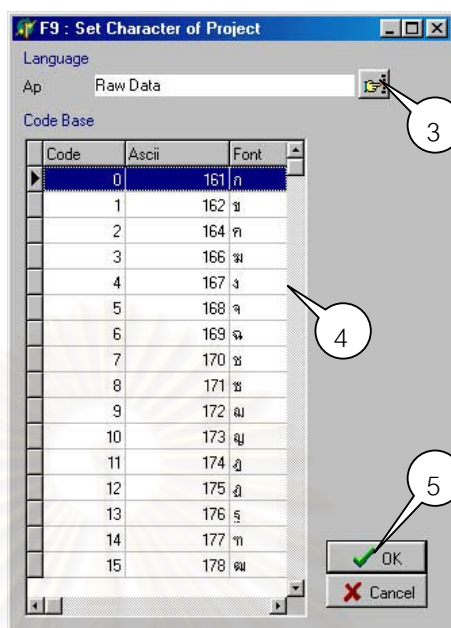 F9 : Set Character of Project
Language
Ap Raw Data
3
Code Base
Code Ascii Font
0 161 ก
1 162 ข
2 164 ค
3 166 ฆ
4 167 ง
4
5 168 จ
6 169 ฉ
7 170 ช
8 171 ซ
9 172 ฌ
10 173 ญ
11 174 ฎ
12 175 ฏ
5
13 176 ฐ
14 177 ฑ
15 178 ฒ
OK
Cancel